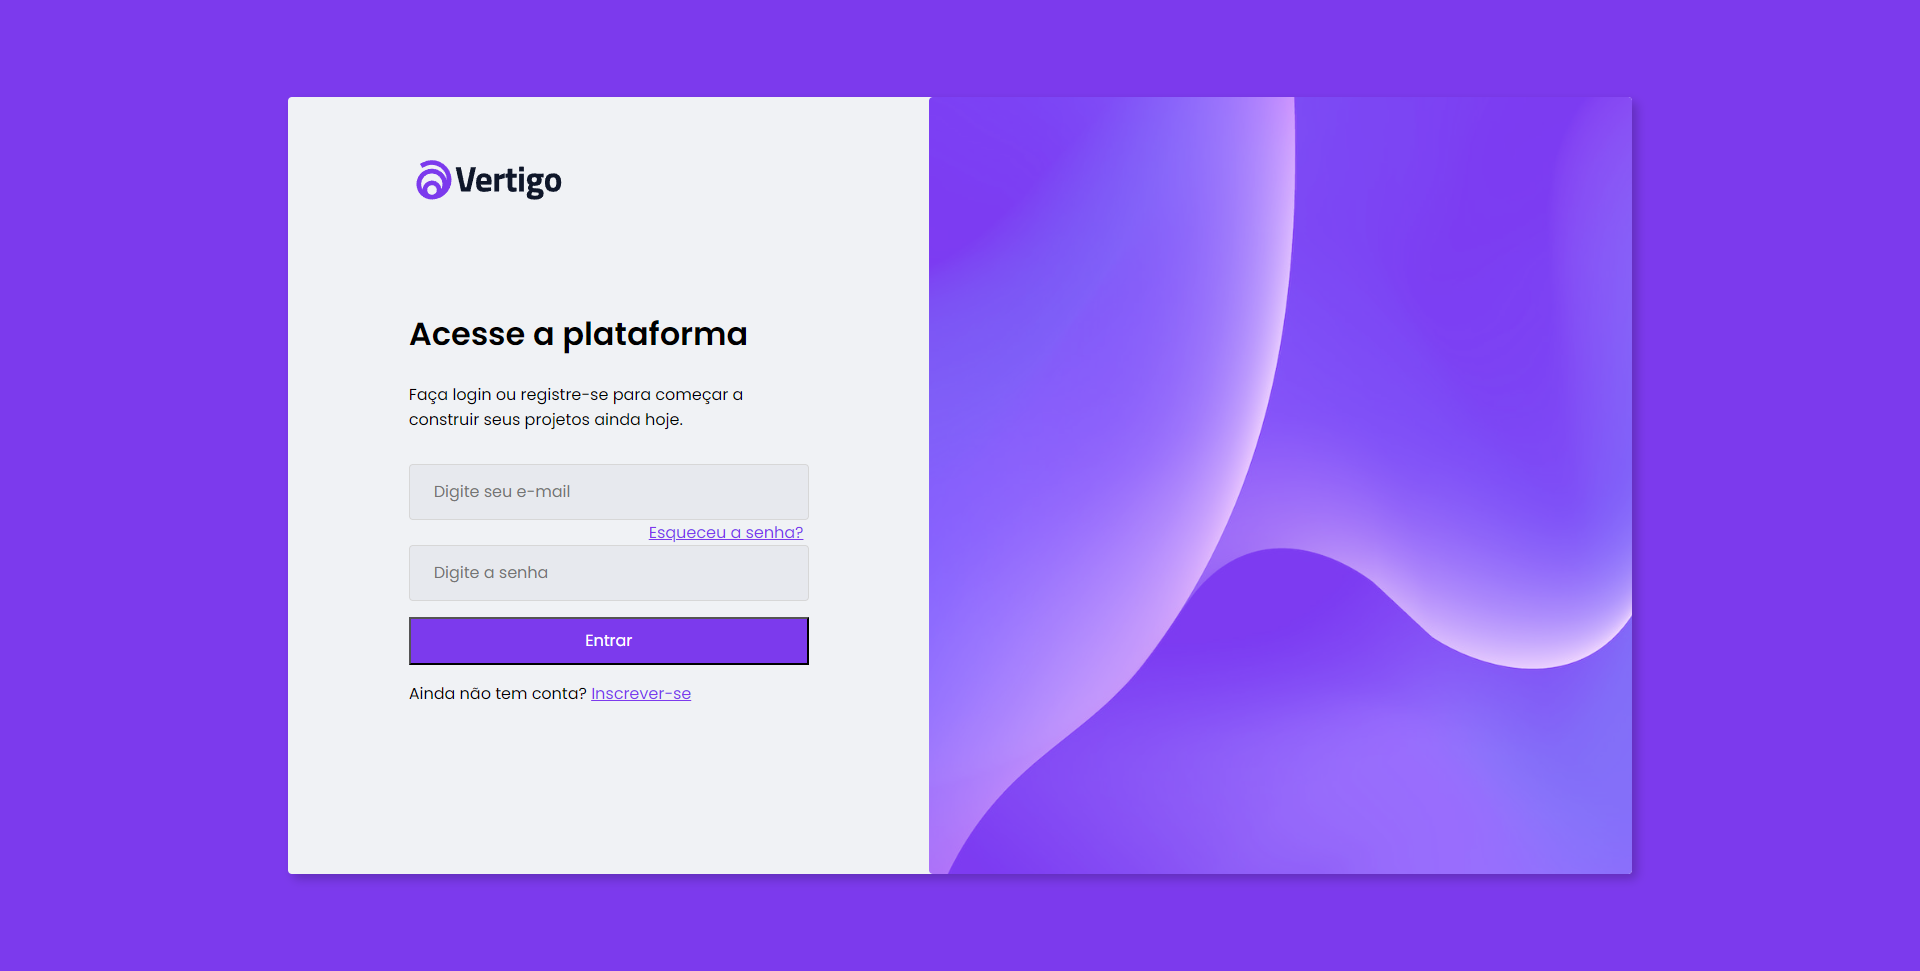 Vertigo
Acesse a plataforma
Faça login ou registre-se para começar a
construir seus projetos ainda hoje.
Digite seu e-mail
Esqueceu a senha?
Digite a senha
Entrar
Ainda não tem conta? Inscrever-se